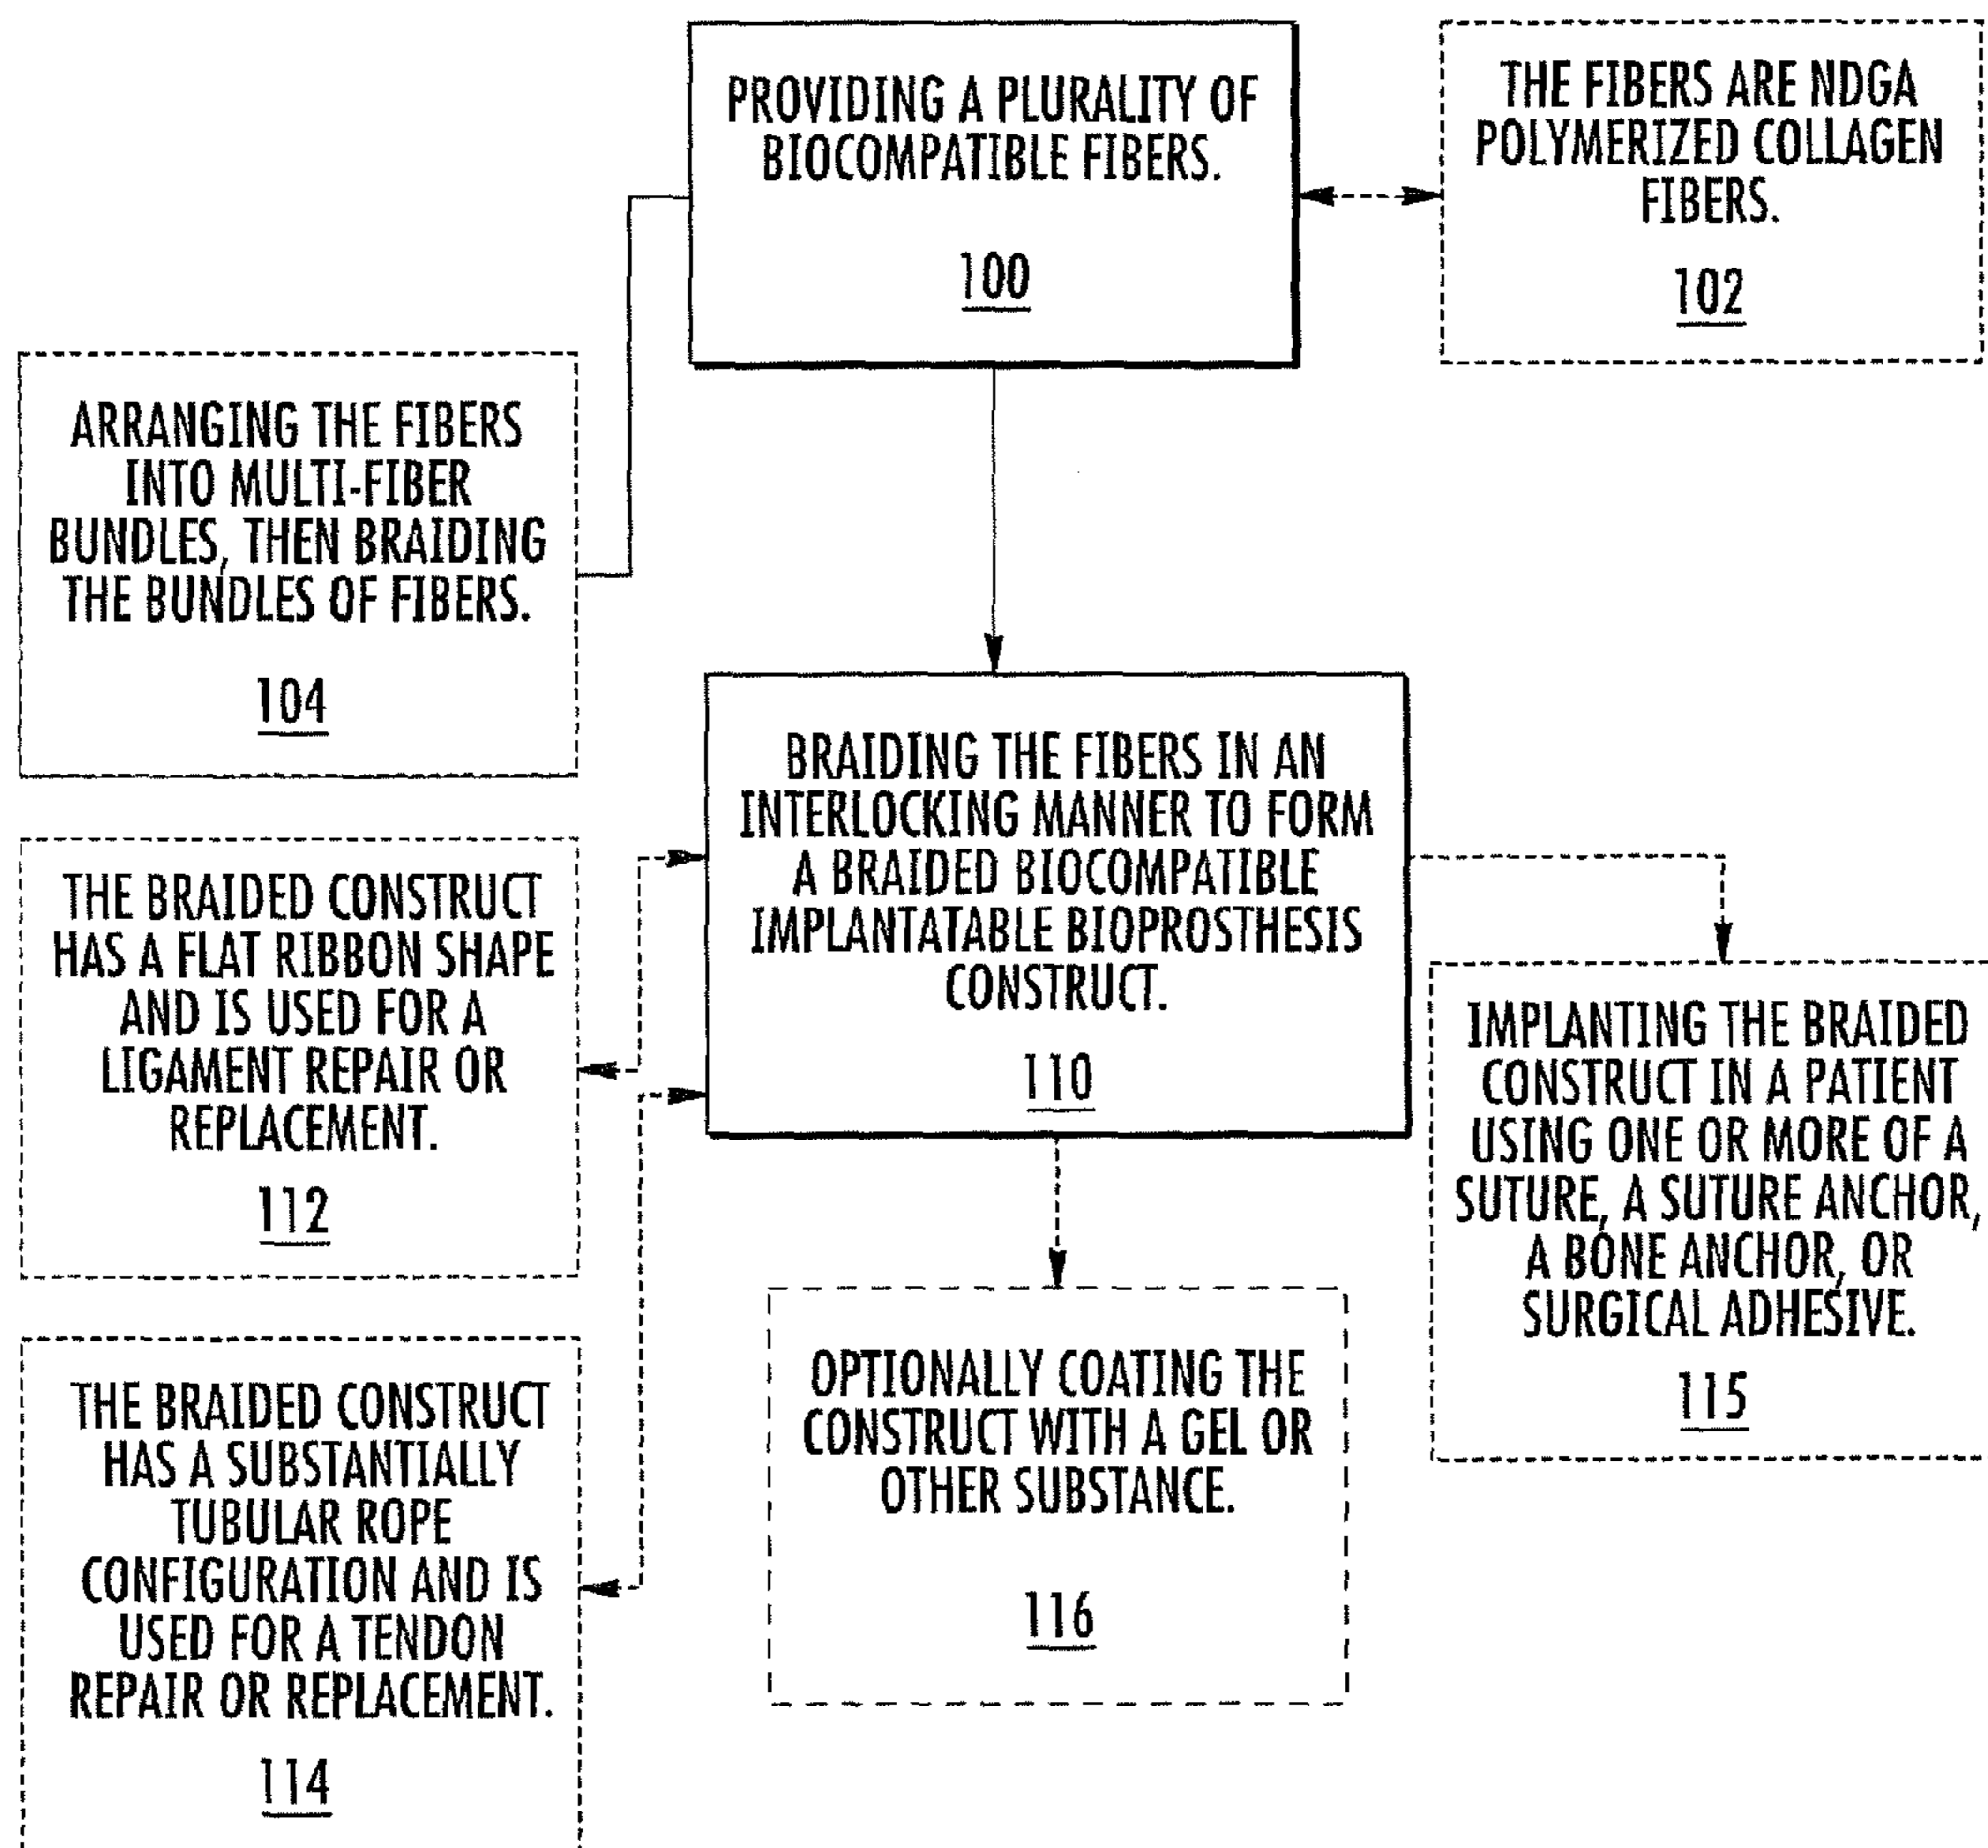 PROVIDING A PLURALITY OF
BIOCOMPATIBLE FIBERS.
100
THE FIBERS ARE NDGA
POLYMERIZED COLLAGEN
FIBERS.
102
ARRANGING THE FIBERS
INTO MULTI-FIBER
BUNDLES, THEN BRAIDING
THE BUNDLES OF FIBERS.
104
BRAIDING THE FIBERS IN AN
INTERLOCKING MANNER TO FORM
A BRAIDED BIOCOMPATIBLE
IMPLANTATABLE BIOPROSTHESIS
CONSTRUCT.
110
THE BRAIDED CONSTRUCT
HAS A FLAT RIBBON SHAPE
AND IS USED FOR A
LIGAMENT REPAIR OR
REPLACEMENT.
112
IMPLANTING THE BRAIDED
CONSTRUCT IN A PATIENT
USING ONE OR MORE OF A
SUTURE, A SUTURE ANCHOR,
A BONE ANCHOR, OR
SURGICAL ADHESIVE.
115
THE BRAIDED CONSTRUCT
HAS A SUBSTANTIALLY
TUBULAR ROPE
CONFIGURATION AND IS
USED FOR A TENDON
REPAIR OR REPLACEMENT.
114
OPTIONALLY COATING THE
CONSTRUCT WITH A GEL OR
OTHER SUBSTANCE.
116